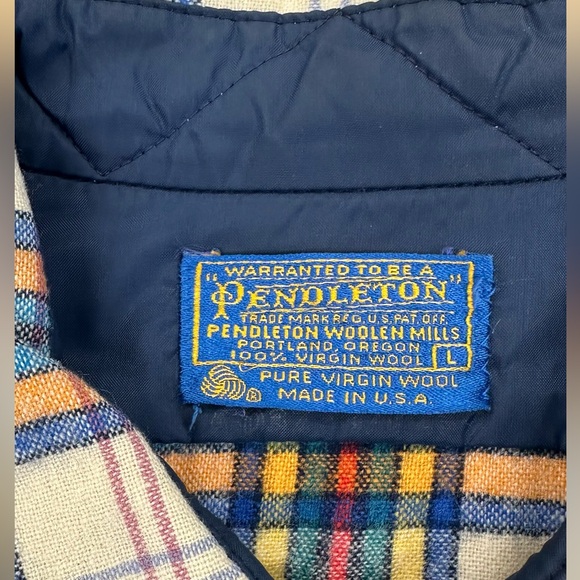 WARRANTED TO BE A
"PENDLETON"
TRADE MARK REG. U.S. PAT. OFF.
PENDLETON WOOLEN MILLS
PORTLAND, OREGON
100% VIRGIN WOOL L
® PURE VIRGIN WOOL
MADE IN U.S.A.